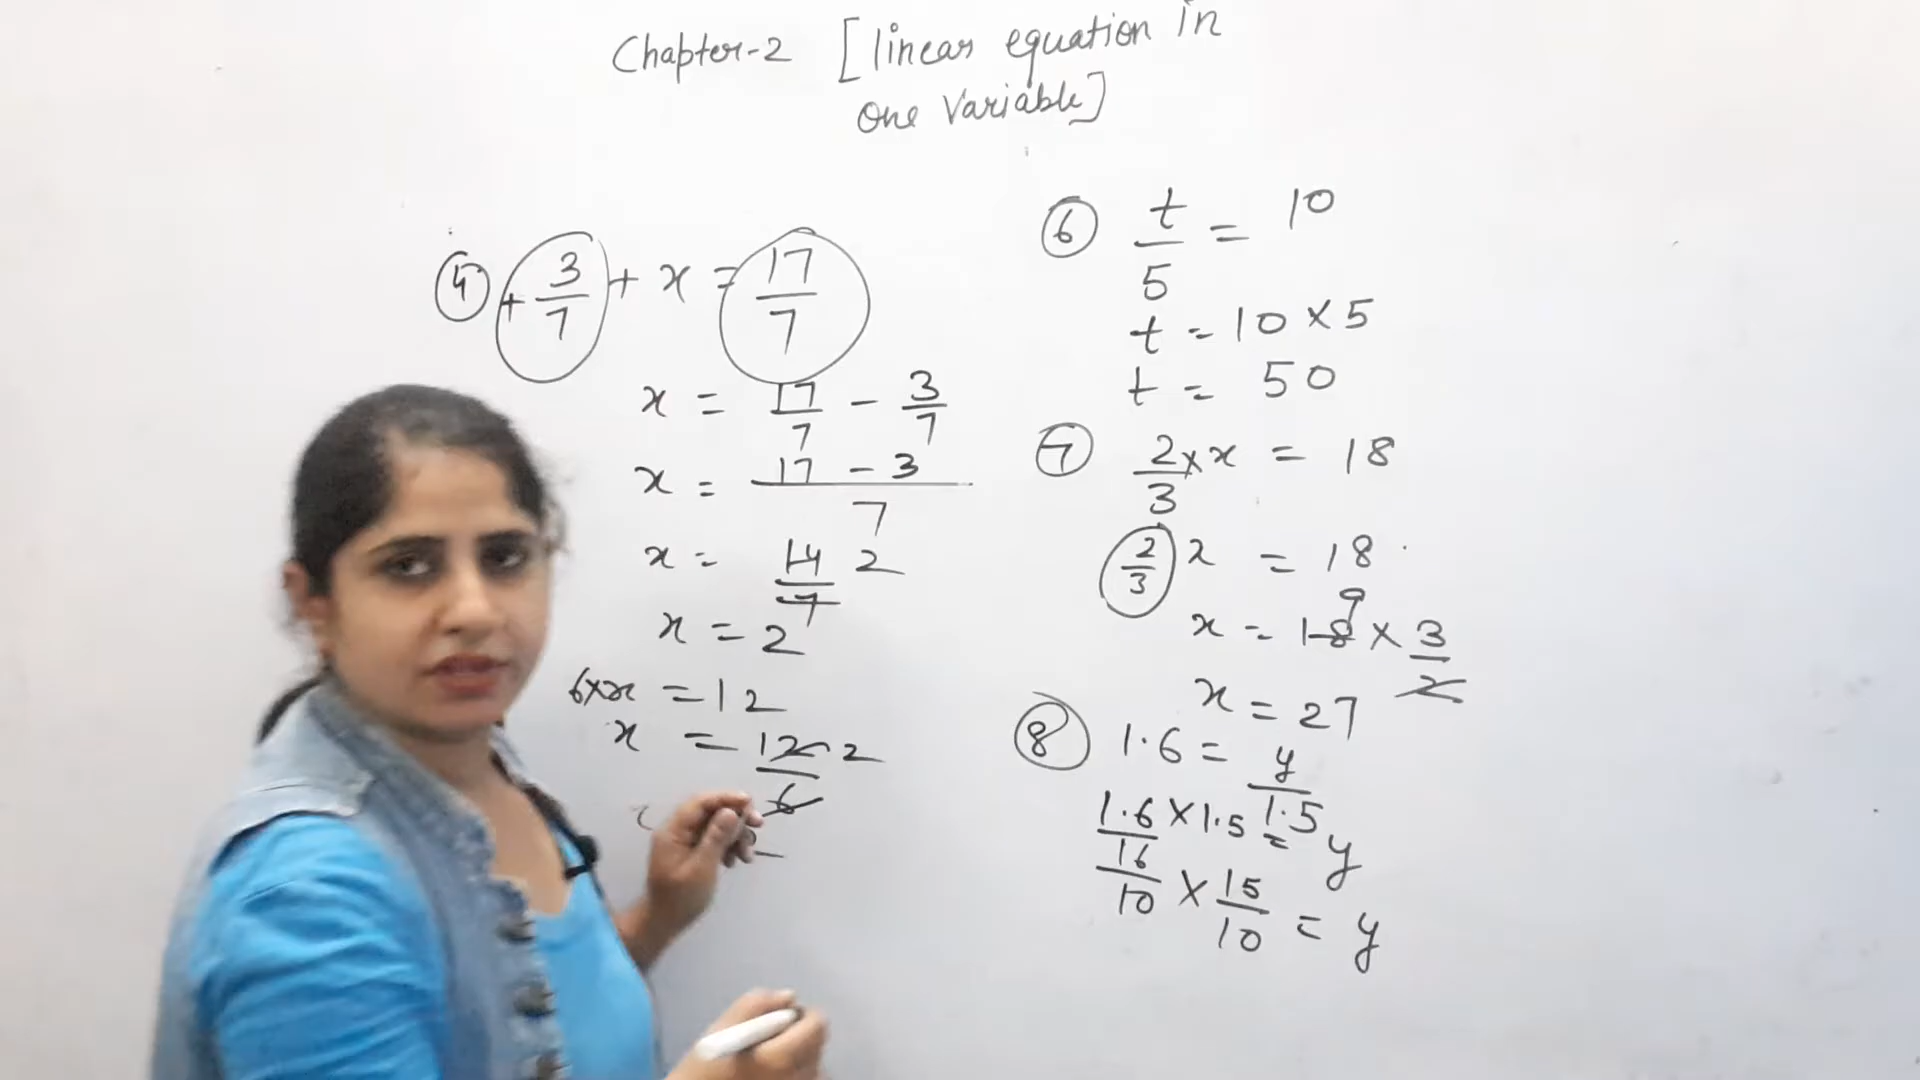 Chapter-2 [linear equation in
one Variable]
④ + 3/7 + x = 17/7
x = 17/7 - 3/7
x = 17 - 3 / 7
x = 14/7 2
x = 2
6×x = 12
x = 12/6 2
⑥ t/5 = 10
t = 10 × 5
t = 50
⑦ 2/3 × x = 18
2/3 x = 18
9
x = 18 × 3/2
x = 27
⑧ 1.6 = y/1.5
1.6 × 1.5 = y
16/10 × 15/10 = y